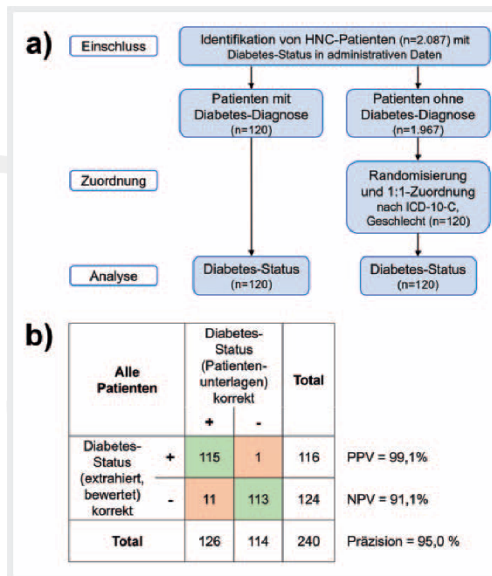 a)
Einschluss
Identifikation von HNC-Patienten (n=2.087) mit
Diabetes-Status in administrativen Daten
Patienten mit
Diabetes-Diagnose
(n=120)
Patienten ohne
Diabetes-Diagnose
(n=1.967)
Zuordnung
Randomisierung
und 1:1-Zuordnung
nach ICD-10-C,
Geschlecht (n=120)
Analyse
Diabetes-Status
(n=120)
Diabetes-Status
(n=120)
b)
Alle
Patienten
Diabetes-
Status
(Patienten-
unterlagen)
korrekt
Total
+ -
Diabetes-
Status
(extrahiert,
bewertet)
korrekt
+ 115 1 116 PPV = 99,1%
- 11 113 124 NPV = 91,1%
Total 126 114 240 Präzision = 95,0 %